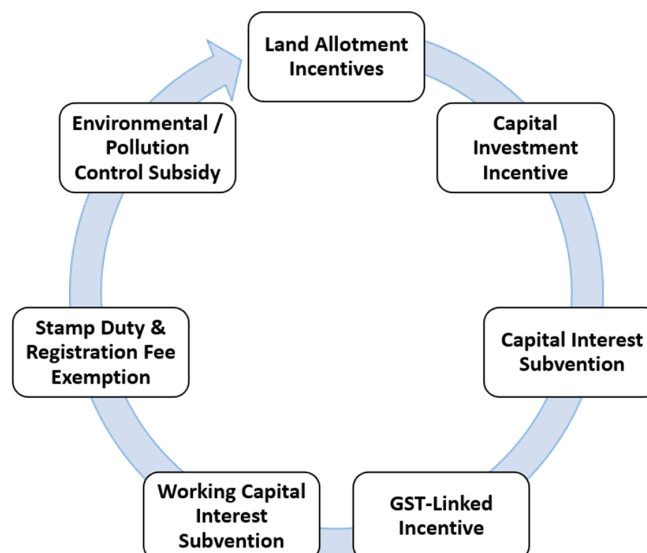 Land Allotment
Incentives
Capital
Investment
Incentive
Capital Interest
Subvention
GST-Linked
Incentive
Working Capital
Interest
Subvention
Stamp Duty &
Registration Fee
Exemption
Environmental /
Pollution
Control Subsidy